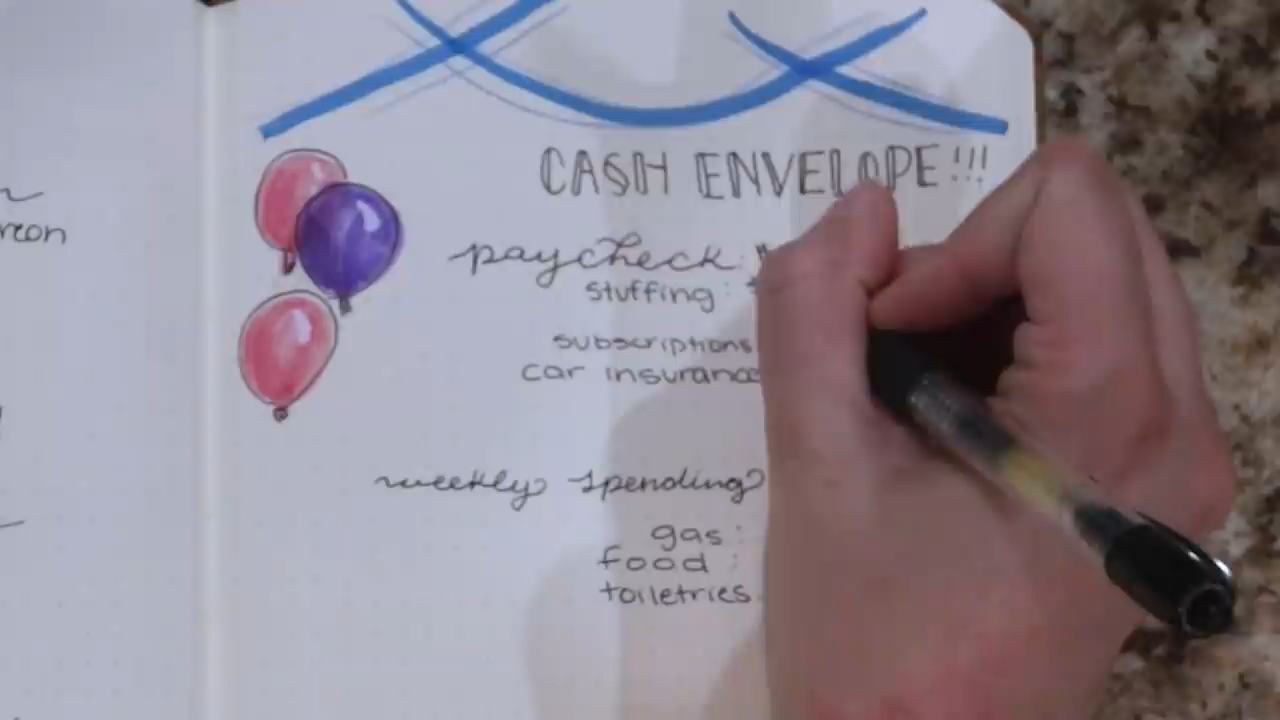 CASH ENVELOPE!!!
paycheck:
stuffing:
subscriptions
car insurance
weekly spending
gas:
food:
toiletries